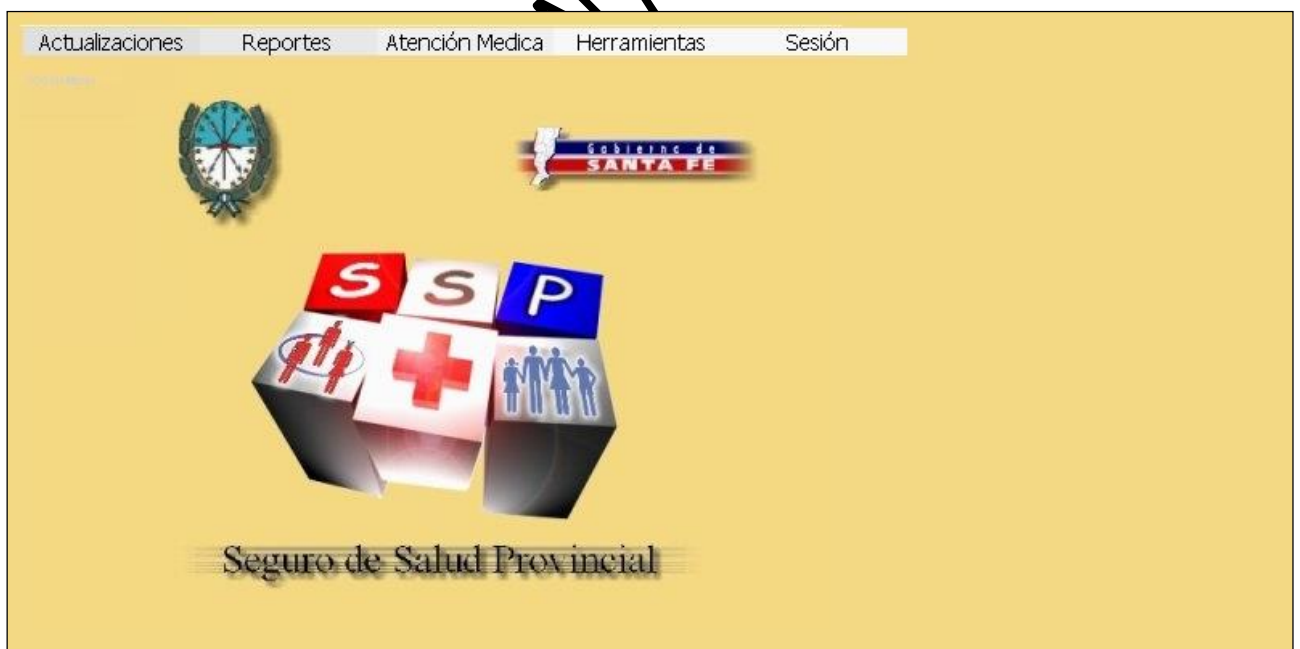 Actualizaciones Reportes Atención Medica Herramientas Sesión
Gobierno de
SANTA FE
S S P
Seguro de Salud Provincial